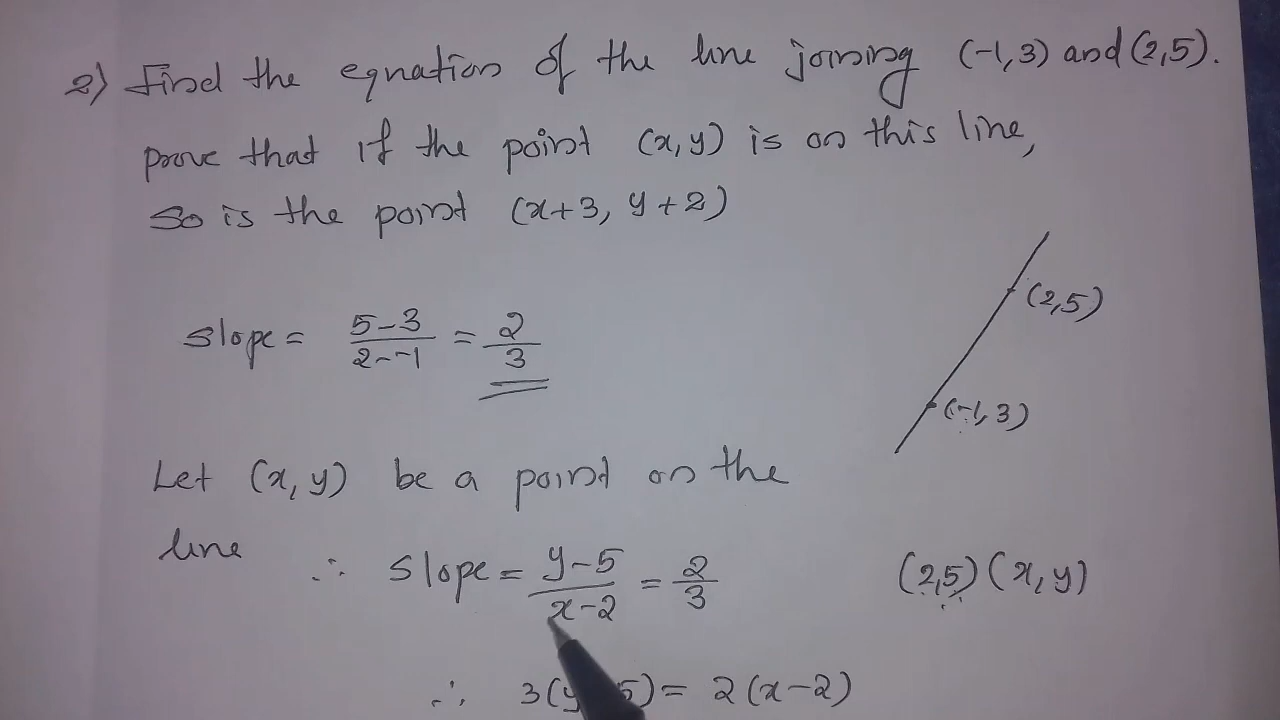 2) Find the equation of the line joining (-1,3) and (2,5).
prove that if the point (x,y) is on this line,
so is the point (x+3, y+2)
(2,5)
slope = 5-3/2--1 = 2/3
(-1,3)
Let (x,y) be a point on the
line ∴ slope = y-5/x-2 = 2/3
(2,5) (x,y)
∴ 3(y 5) = 2(x-2)